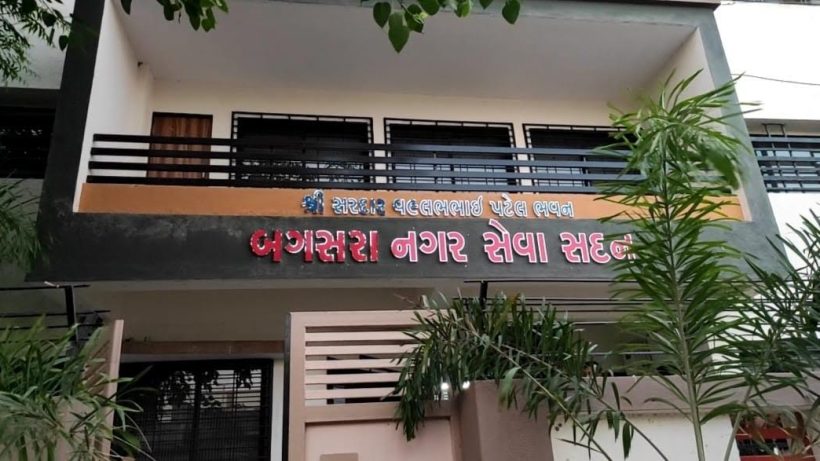 શ્રી સરદાર વલ્લભભાઇ પટેલ ભવન
બગસરા નગર સેવા સદન